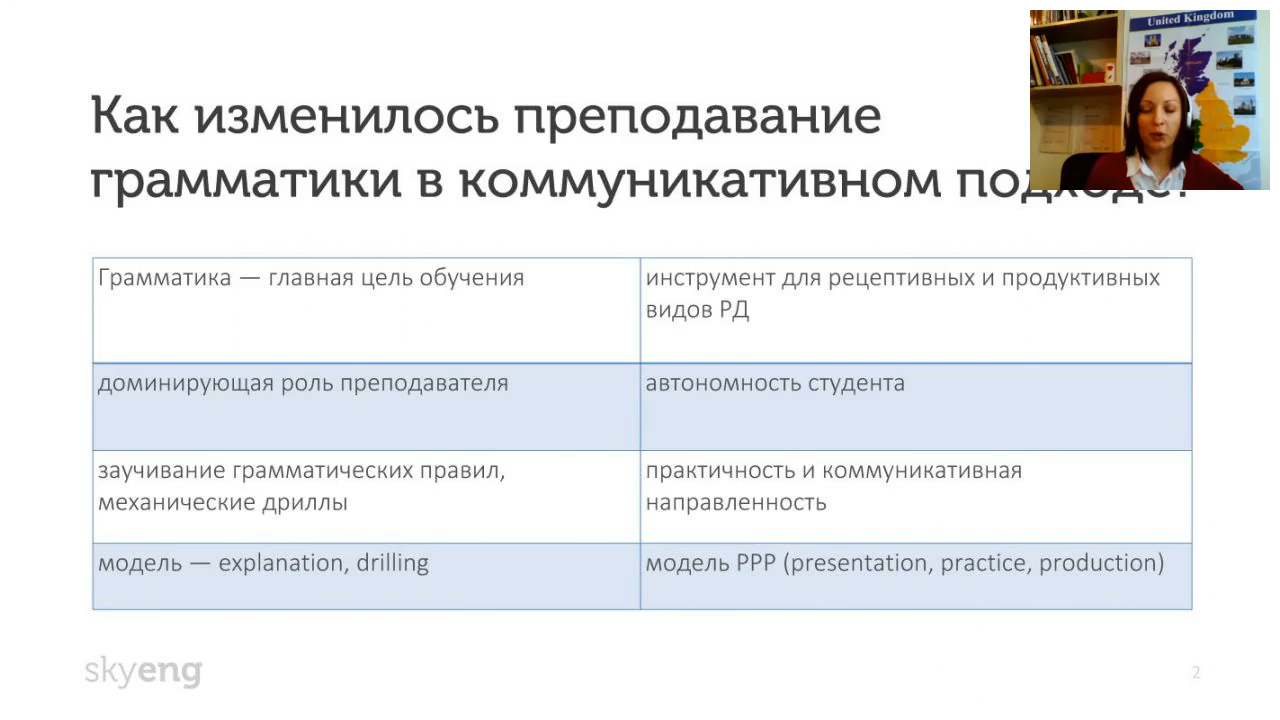 United Kingdom
Как изменилось преподавание
грамматики в коммуникативном подходе?
Грамматика — главная цель обучения
инструмент для рецептивных и продуктивных
видов РД
доминирующая роль преподавателя
автономность студента
заучивание грамматических правил,
механические дриллы
практичность и коммуникативная
направленность
модель — explanation, drilling
модель PPP (presentation, practice, production)
skyeng
2